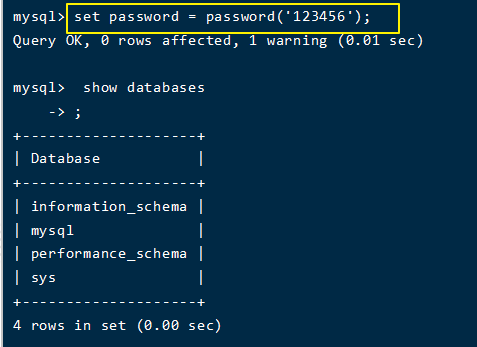 mysql> set password = password('123456');
Query OK, 0 rows affected, 1 warning (0.01 sec)
mysql>  show databases
    -> ;
+--------------------+
| Database           |
+--------------------+
| information_schema |
| mysql              |
| performance_schema |
| sys                |
+--------------------+
4 rows in set (0.00 sec)